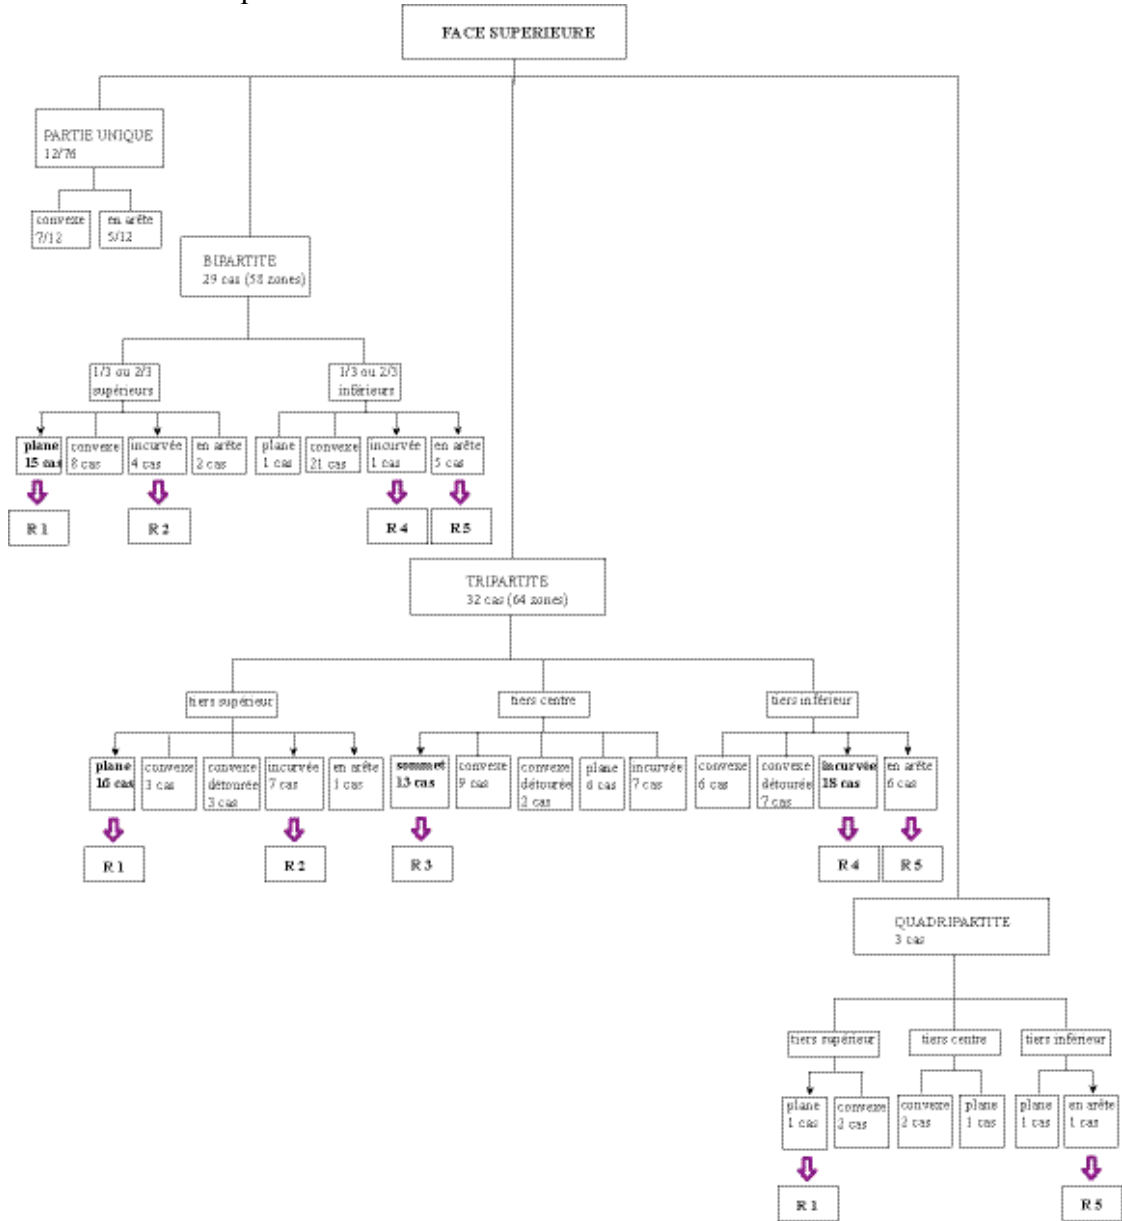 FACE SUPERIEURE
PARTIE UNIQUE
12/76
convexe
7/12
en arête
5/12
BIPARTITE
29 cas (58 zones)
1/3 ou 2/3
supérieurs
1/3 ou 2/3
inférieurs
plane
15 cas
convexe
8 cas
incurvée
4 cas
en arête
2 cas
plane
1 cas
convexe
21 cas
incurvée
1 cas
en arête
5 cas
R 1
R 2
R 4
R 5
TRIPARTITE
32 cas (64 zones)
tiers supérieur
tiers centre
tiers inférieur
plane
16 cas
convexe
3 cas
convexe
détourée
3 cas
incurvée
7 cas
en arête
1 cas
sommet
13 cas
convexe
9 cas
convexe
détourée
2 cas
plane
6 cas
incurvée
7 cas
convexe
6 cas
convexe
détourée
7 cas
incurvée
18 cas
en arête
6 cas
R 1
R 2
R 3
R 4
R 5
QUADRIPARTITE
3 cas
tiers supérieur
tiers centre
tiers inférieur
plane
1 cas
convexe
2 cas
convexe
2 cas
plane
1 cas
plane
1 cas
en arête
1 cas
R 1
R 5